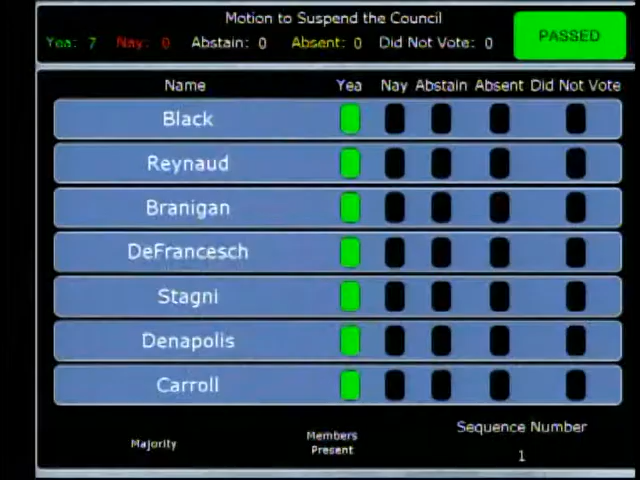 Motion to Suspend the Council
Yea: 7 Nay: 0 Abstain: 0 Absent: 0 Did Not Vote: 0
PASSED
Name Yea Nay Abstain Absent Did Not Vote
Black
Reynaud
Branigan
DeFrancesch
Stagni
Denapolis
Carroll
Majority
Members
Present
Sequence Number
1